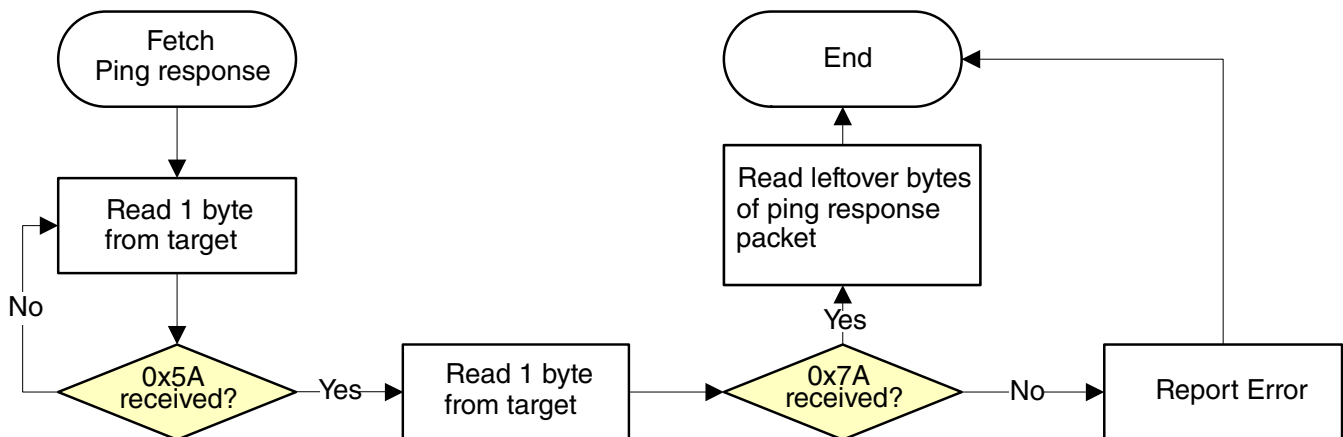 Fetch
Ping response
Read 1 byte
from target
No
0x5A
received?
Yes
Read 1 byte
from target
0x7A
received?
Yes
Read leftover bytes
of ping response
packet
End
No
Report Error